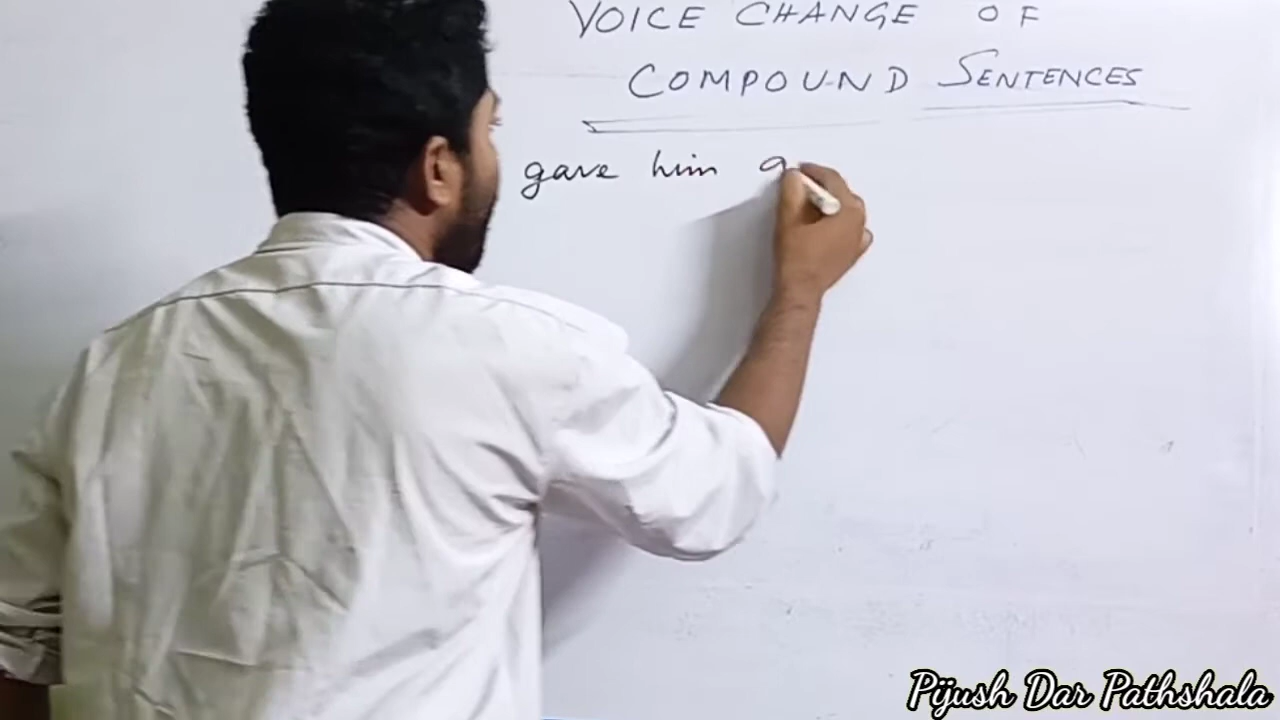 VOICE CHANGE OF
COMPOUND SENTENCES
gave him a
Pijush Dar Pathshala